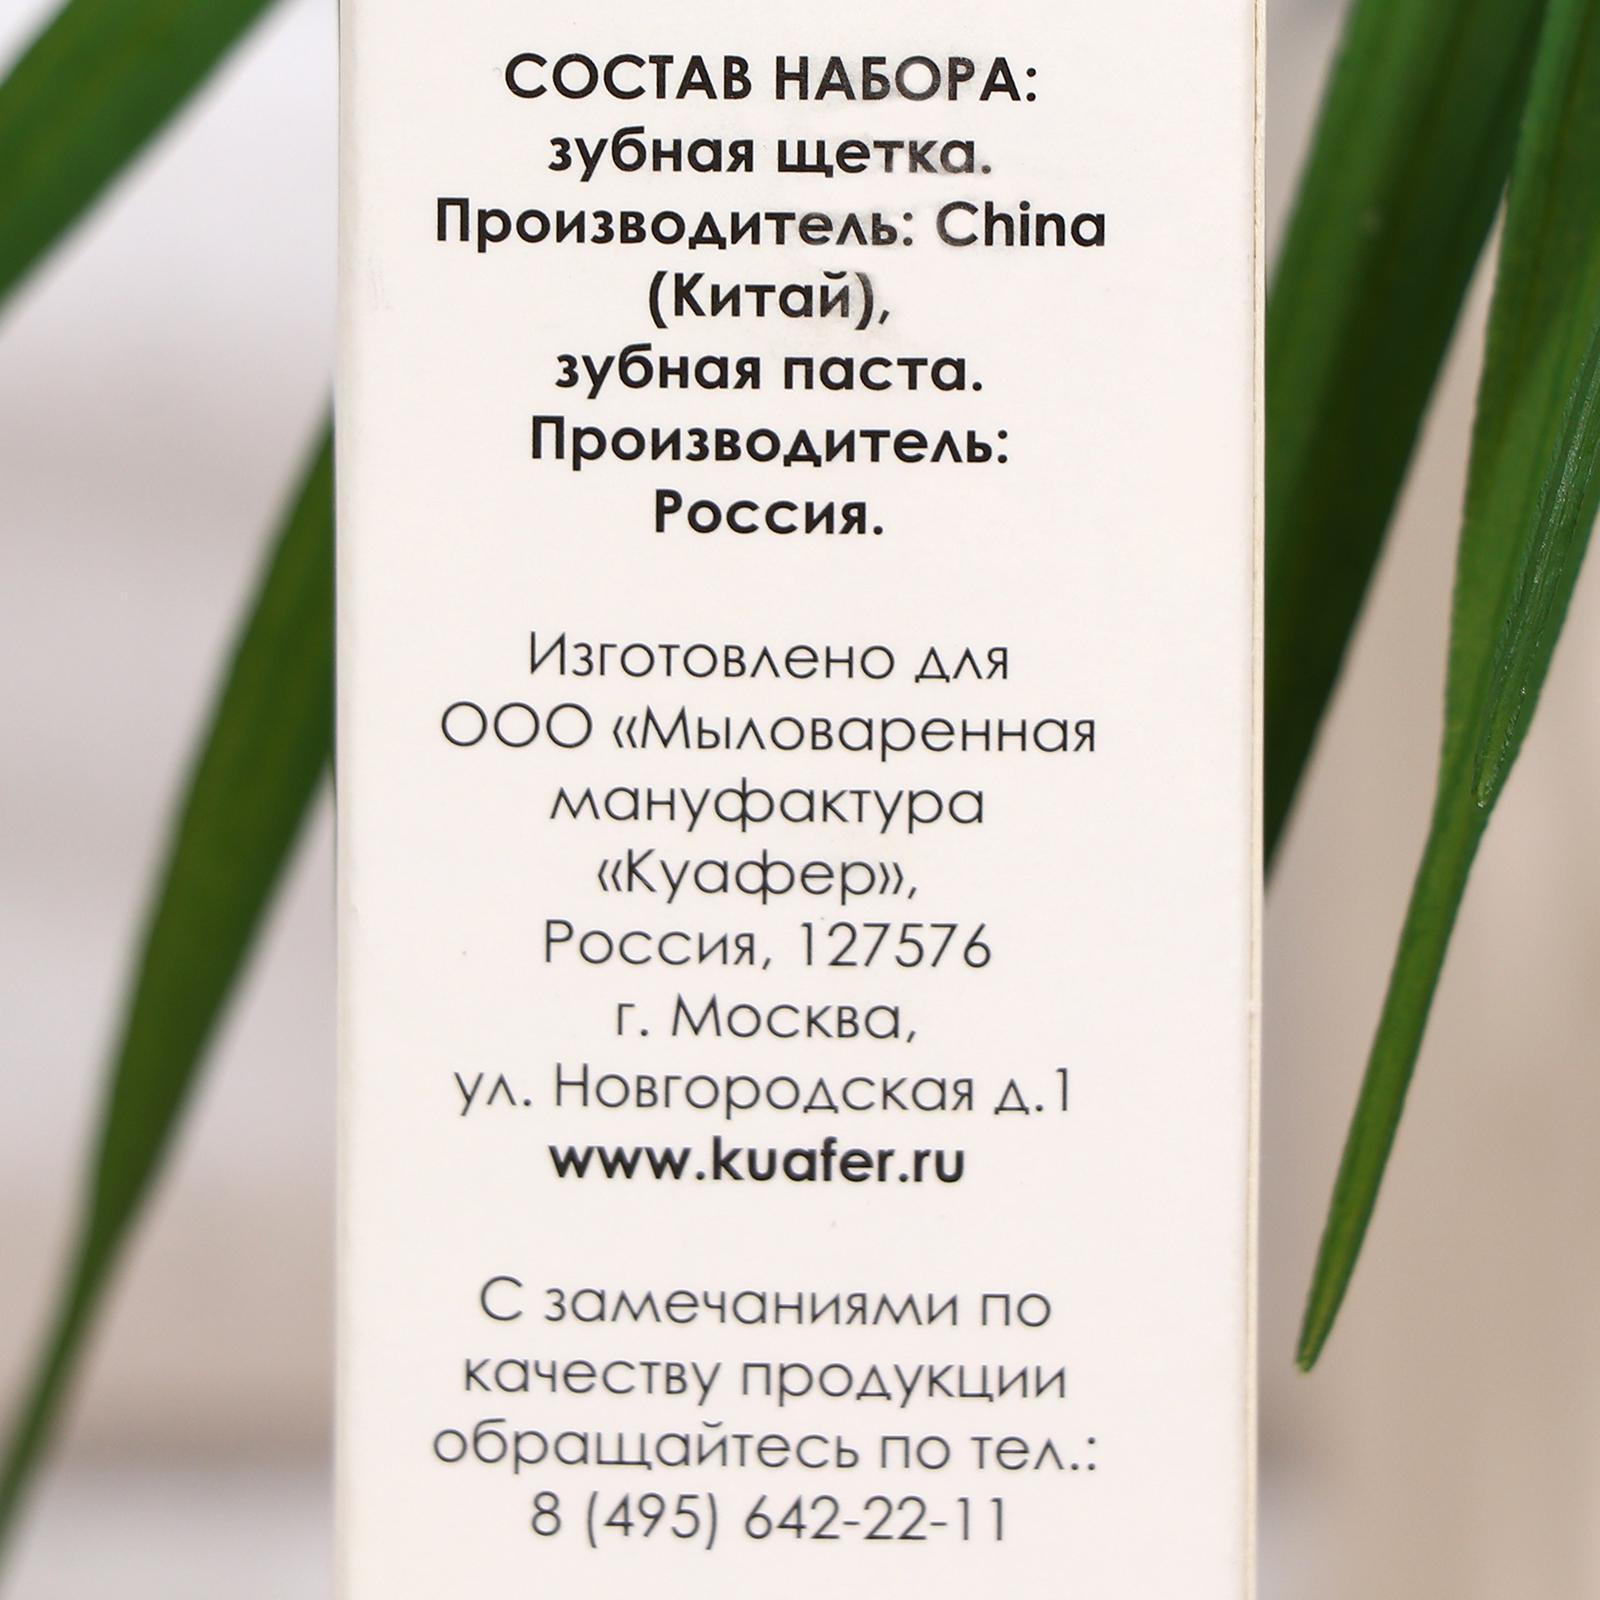 СОСТАВ НАБОРА:
зубная щетка.
Производитель: China
(Китай),
зубная паста.
Производитель:
Россия.
Изготовлено для
ООО «Мыловаренная
мануфактура
«Куафер»,
Россия, 127576
г. Москва,
ул. Новгородская д.1
www.kuafer.ru
С замечаниями по
качеству продукции
обращайтесь по тел.:
8 (495) 642-22-11